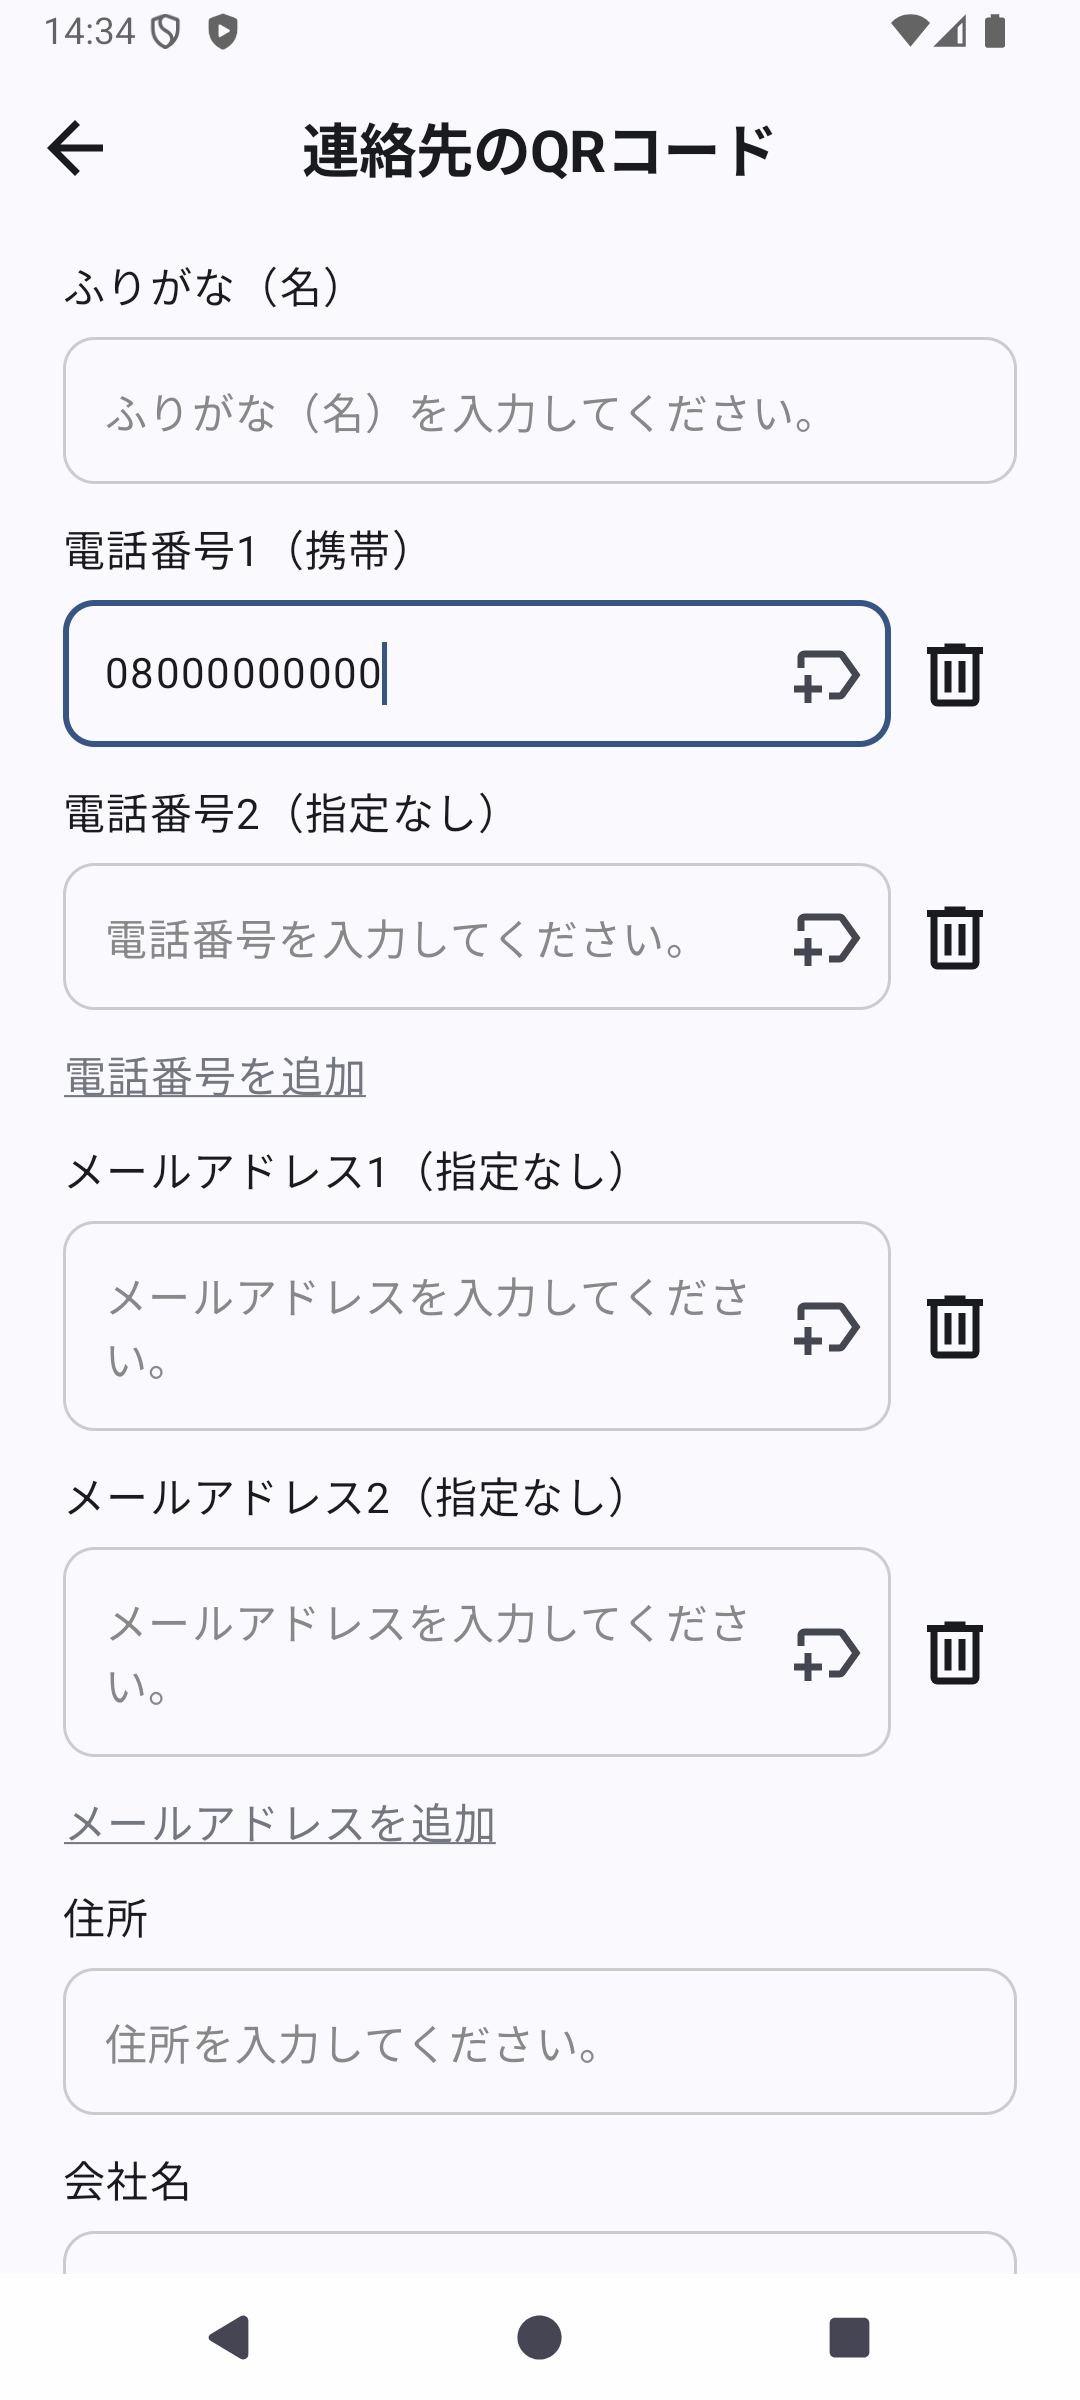 14:34
連絡先のQRコード
ふりがな（名）
ふりがな（名）を入力してください。
電話番号1（携帯）
08000000000
電話番号2（指定なし）
電話番号を入力してください。
電話番号を追加
メールアドレス1（指定なし）
メールアドレスを入力してくださ
い。
メールアドレス2（指定なし）
メールアドレスを入力してくださ
い。
メールアドレスを追加
住所
住所を入力してください。
会社名